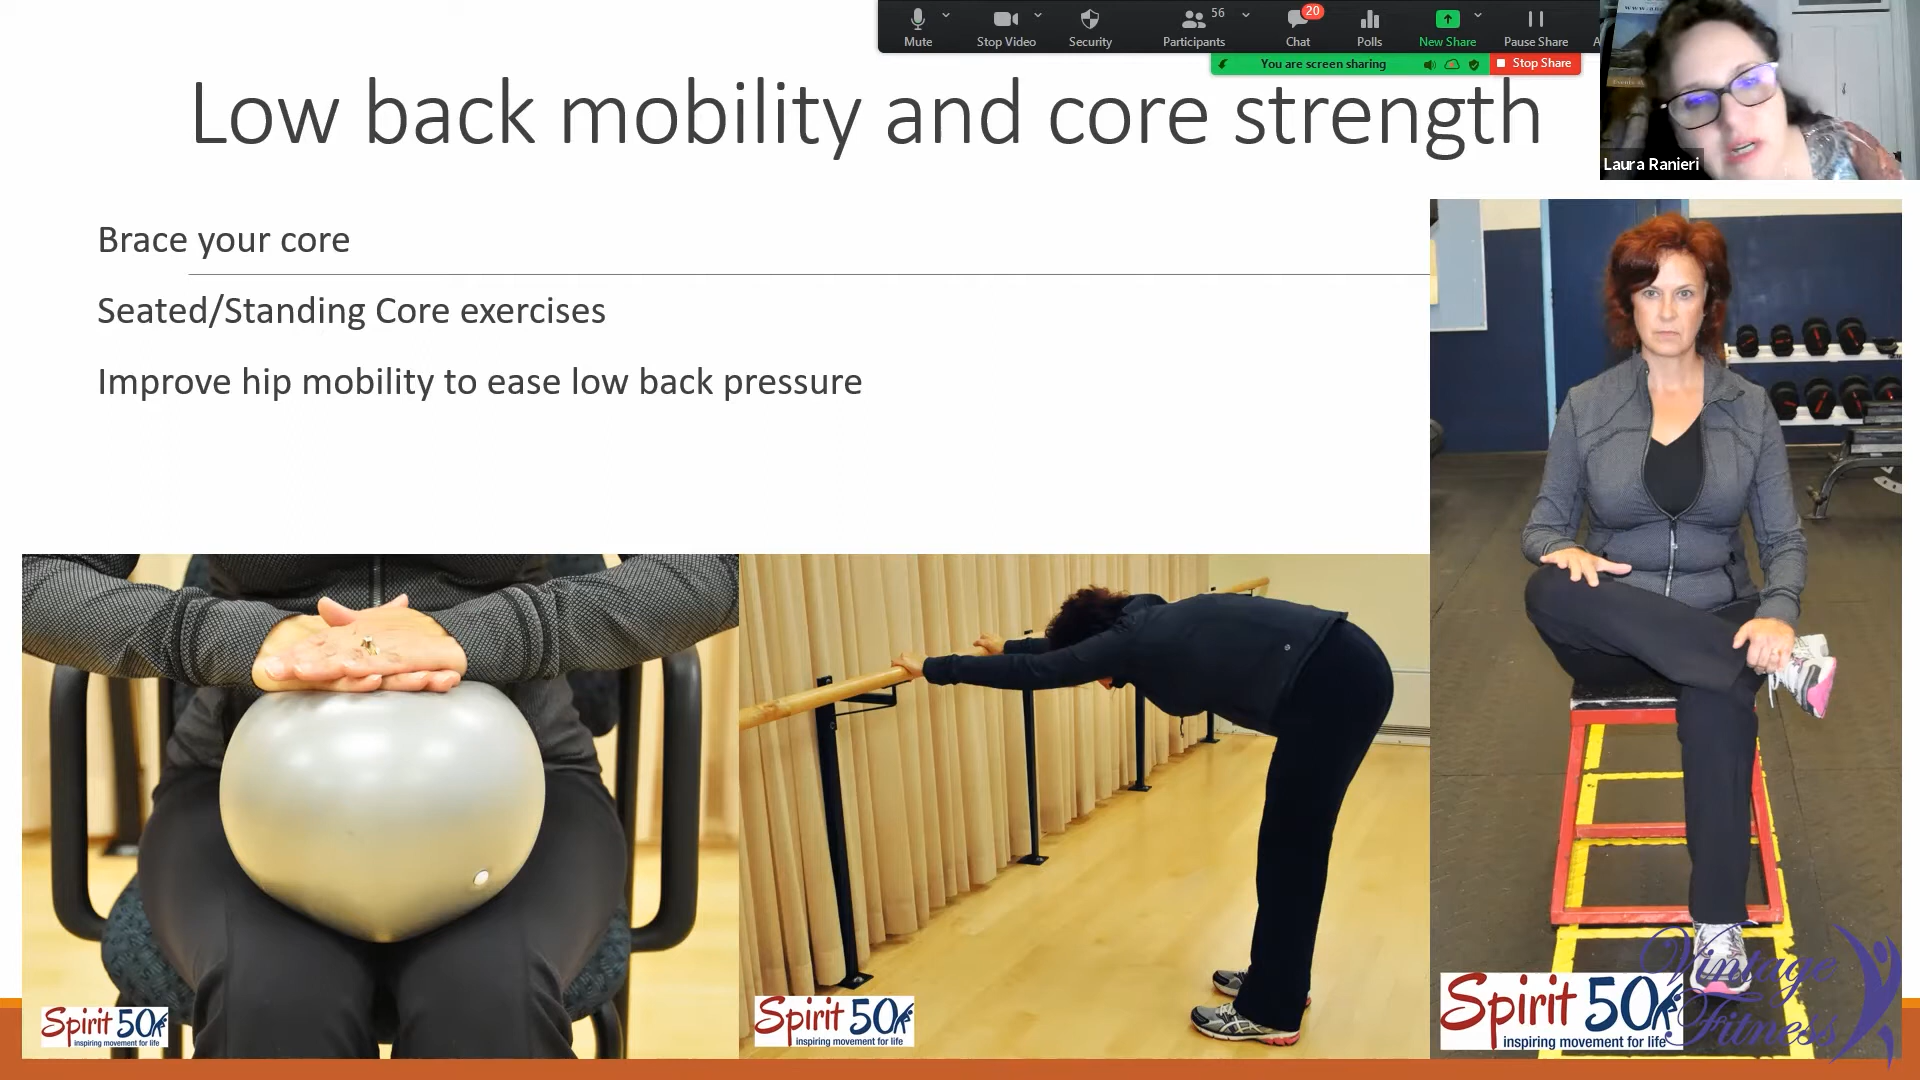 Mute
Stop Video
Security
56
Participants
20
Chat
Polls
New Share
Pause Share
You are screen sharing
Stop Share
Low back mobility and core strength
Laura Ranieri
Brace your core
Seated/Standing Core exercises
Improve hip mobility to ease low back pressure
Spirit 50
inspiring movement for life
Spirit 50
inspiring movement for life
Spirit 50
inspiring movement for life
Vintage
Fitness